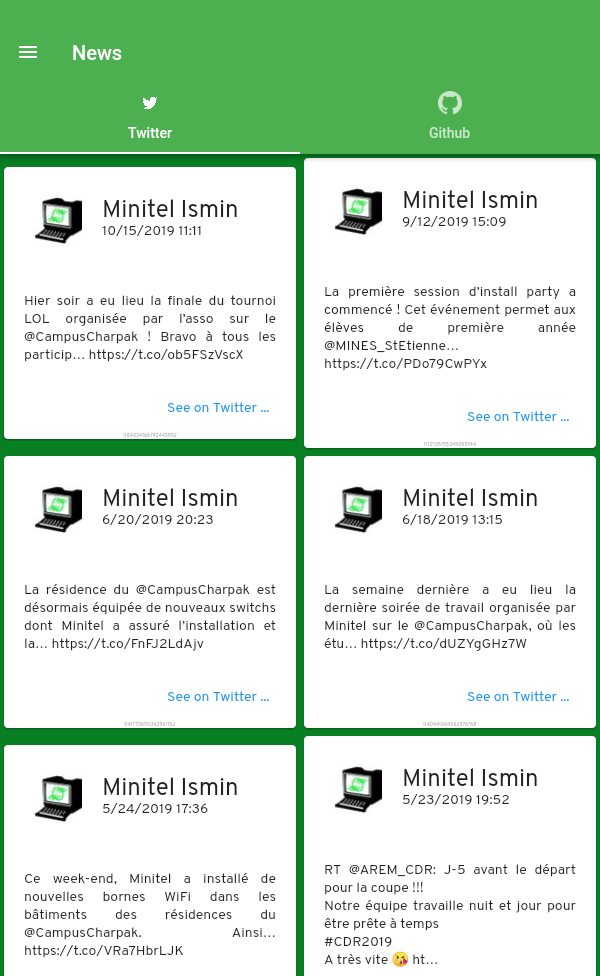 News
Twitter
Github
Minitel Ismin
10/15/2019 11:11
Hier soir a eu lieu la finale du tournoi
LOL organisée par l'asso sur le
@CampusCharpak ! Bravo à tous les
particip… https://t.co/ob5FSzVscX
See on Twitter ...
Minitel Ismin
9/12/2019 15:09
La première session d'install party a
commencé ! Cet événement permet aux
élèves de première année
@MINES_StEtienne…
https://t.co/PDo79CwPYx
See on Twitter ...
Minitel Ismin
6/20/2019 20:23
La résidence du @CampusCharpak est
désormais équipée de nouveaux switchs
dont Minitel a assuré l'installation et
la… https://t.co/FnFJ2LdAjv
See on Twitter ...
Minitel Ismin
6/18/2019 13:15
La semaine dernière a eu lieu la
dernière soirée de travail organisée par
Minitel sur le @CampusCharpak, où les
étu… https://t.co/dUZYgGHz7W
See on Twitter ...
Minitel Ismin
5/24/2019 17:36
Ce week-end, Minitel a installé de
nouvelles bornes WiFi dans les
bâtiments des résidences du
@CampusCharpak. Ainsi…
https://t.co/VRa7HbrLJK
Minitel Ismin
5/23/2019 19:52
RT @AREM_CDR: J-5 avant le départ
pour la coupe !!!
Notre équipe travaille nuit et jour pour
être prête à temps
#CDR2019
A très vite 😘 ht…